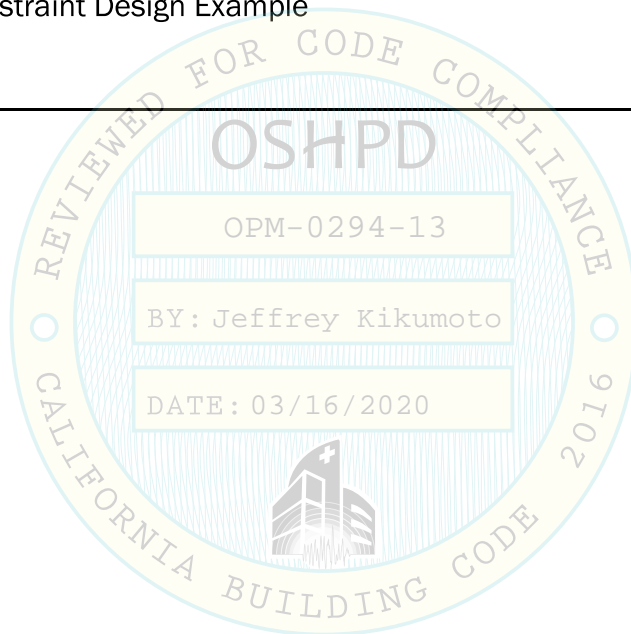 straint Design Example
REVIEWED FOR CODE COMPLIANCE
OSHPD
OPM-0294-13
BY: Jeffrey Kikumoto
DATE: 03/16/2020
CALIFORNIA BUILDING CODE 2016